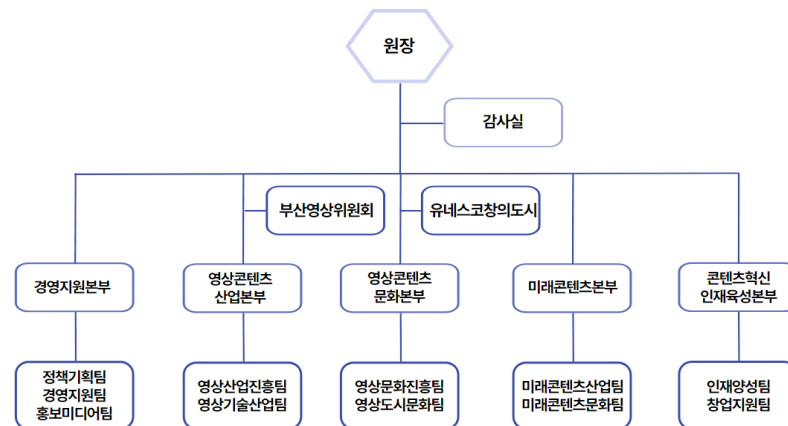 원장
감사실
부산영상위원회
유네스코창의도시
경영지원본부
영상콘텐츠
산업본부
영상콘텐츠
문화본부
미래콘텐츠본부
콘텐츠혁신
인재육성본부
정책기획팀
경영지원팀
홍보미디어팀
영상산업진흥팀
영상기술산업팀
영상문화진흥팀
영상도시문화팀
미래콘텐츠산업팀
미래콘텐츠문화팀
인재양성팀
창업지원팀